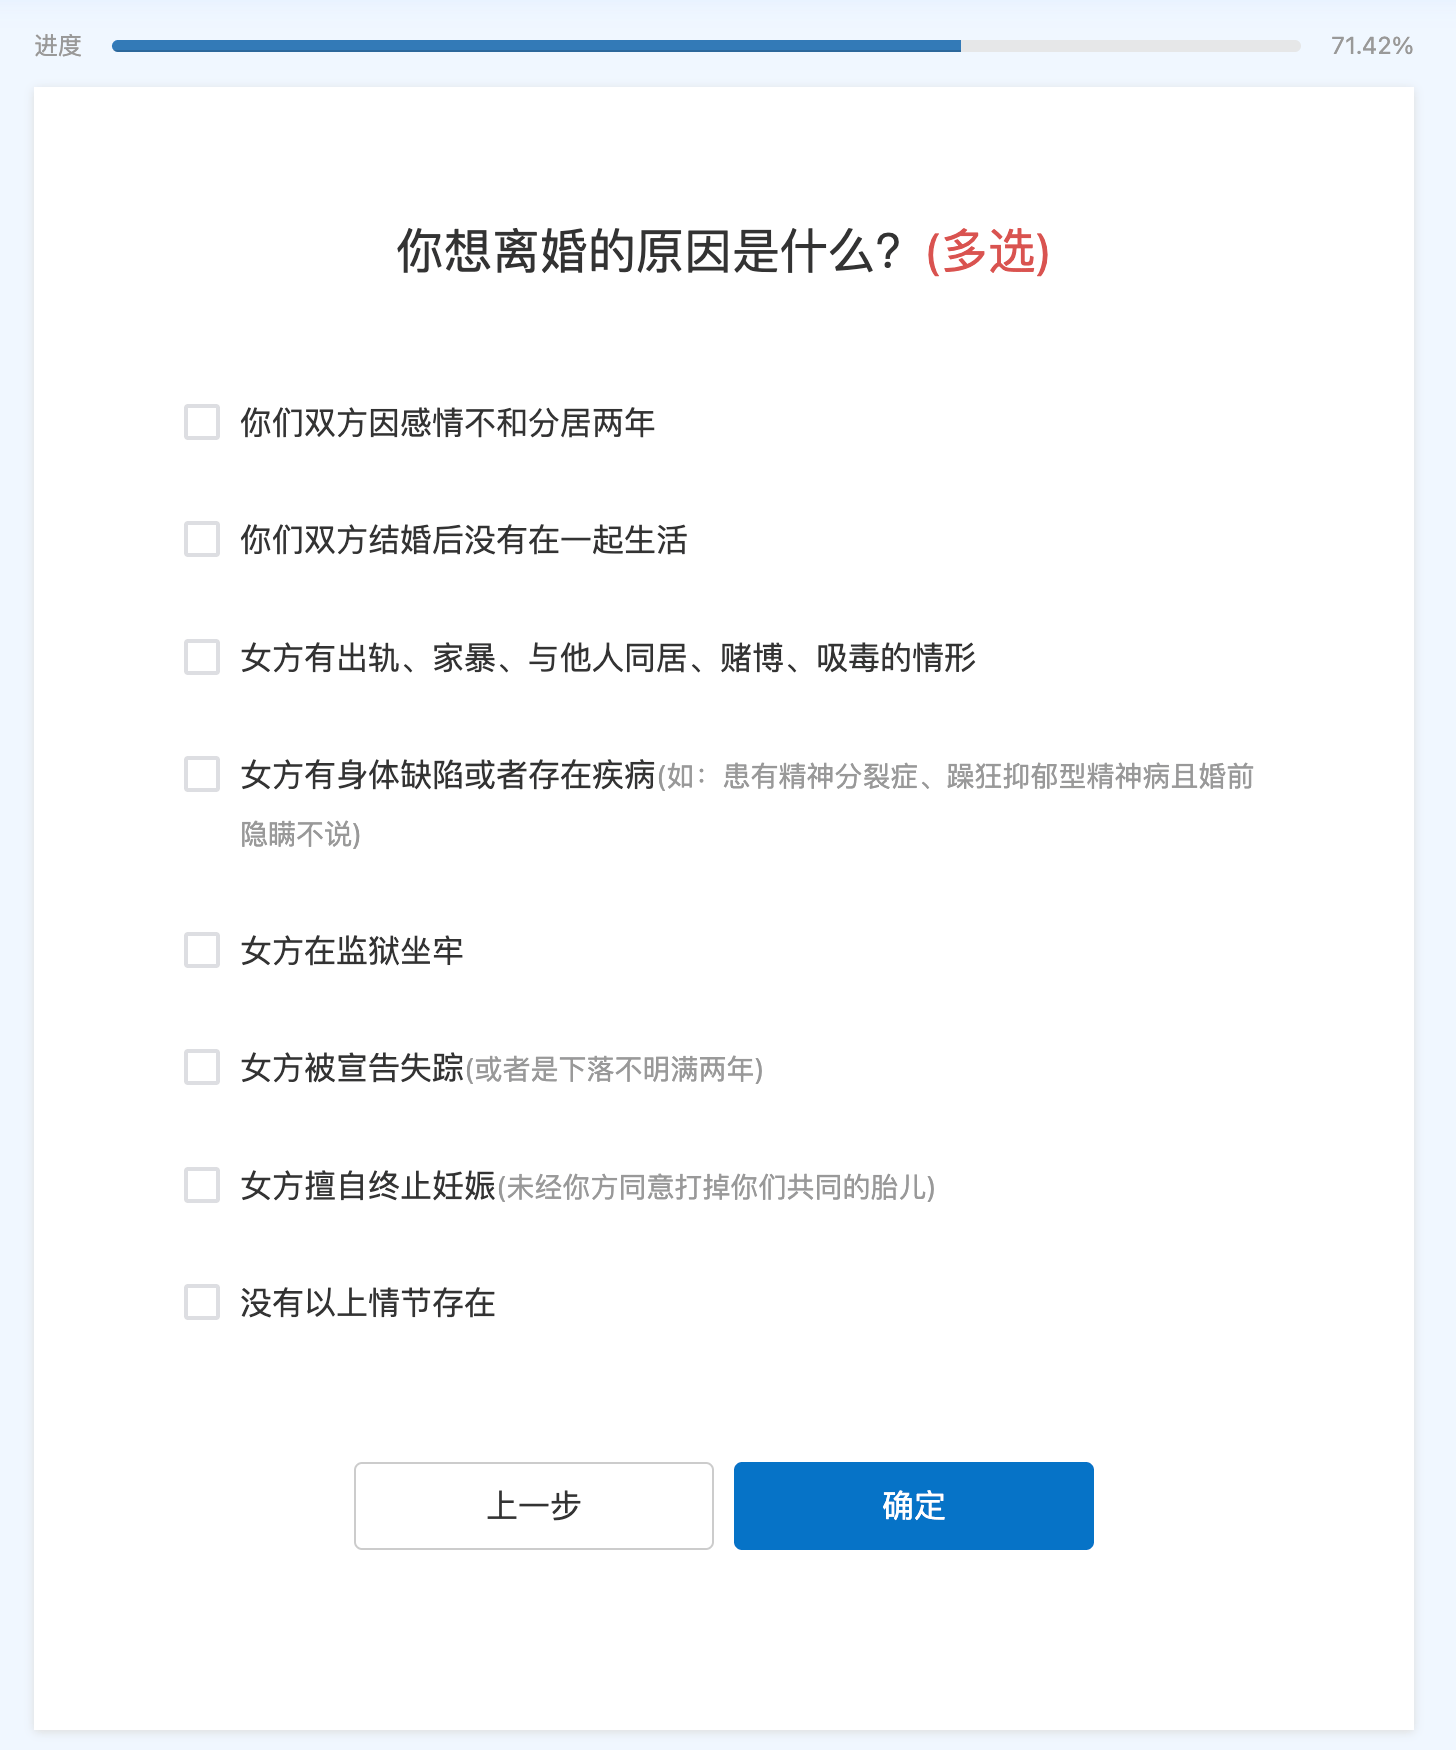 进度 71.42%
你想离婚的原因是什么？(多选)
你们双方因感情不和分居两年
你们双方结婚后没有在一起生活
女方有出轨、家暴、与他人同居、赌博、吸毒的情形
女方有身体缺陷或者存在疾病(如：患有精神分裂症、躁狂抑郁型精神病且婚前
隐瞒不说)
女方在监狱坐牢
女方被宣告失踪(或者是下落不明满两年)
女方擅自终止妊娠(未经你方同意打掉你们共同的胎儿)
没有以上情节存在
上一步 确定